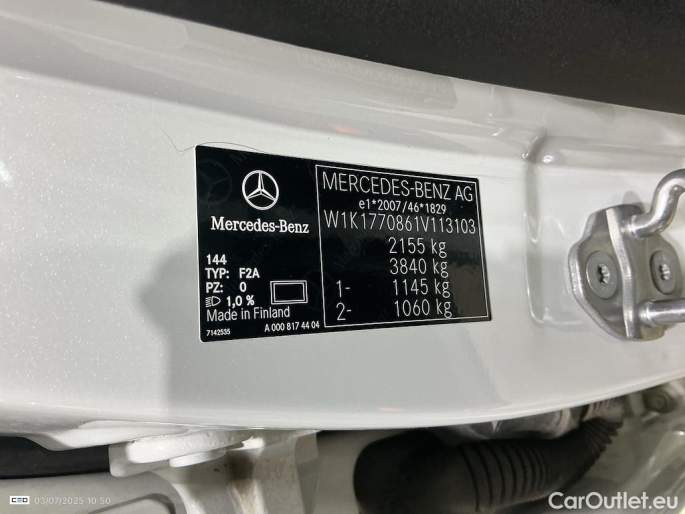 Mercedes-Benz
144
TYP: F2A
PZ: 0
1,0 %
Made in Finland
7142535
A 000 817 44 04
MERCEDES-BENZ AG
e1*2007/46*1829
W1K1770861V113103
2155 kg
3840 kg
1- 1145 kg
2- 1060 kg
03/07/2025 10:50
CarOutlet.eu